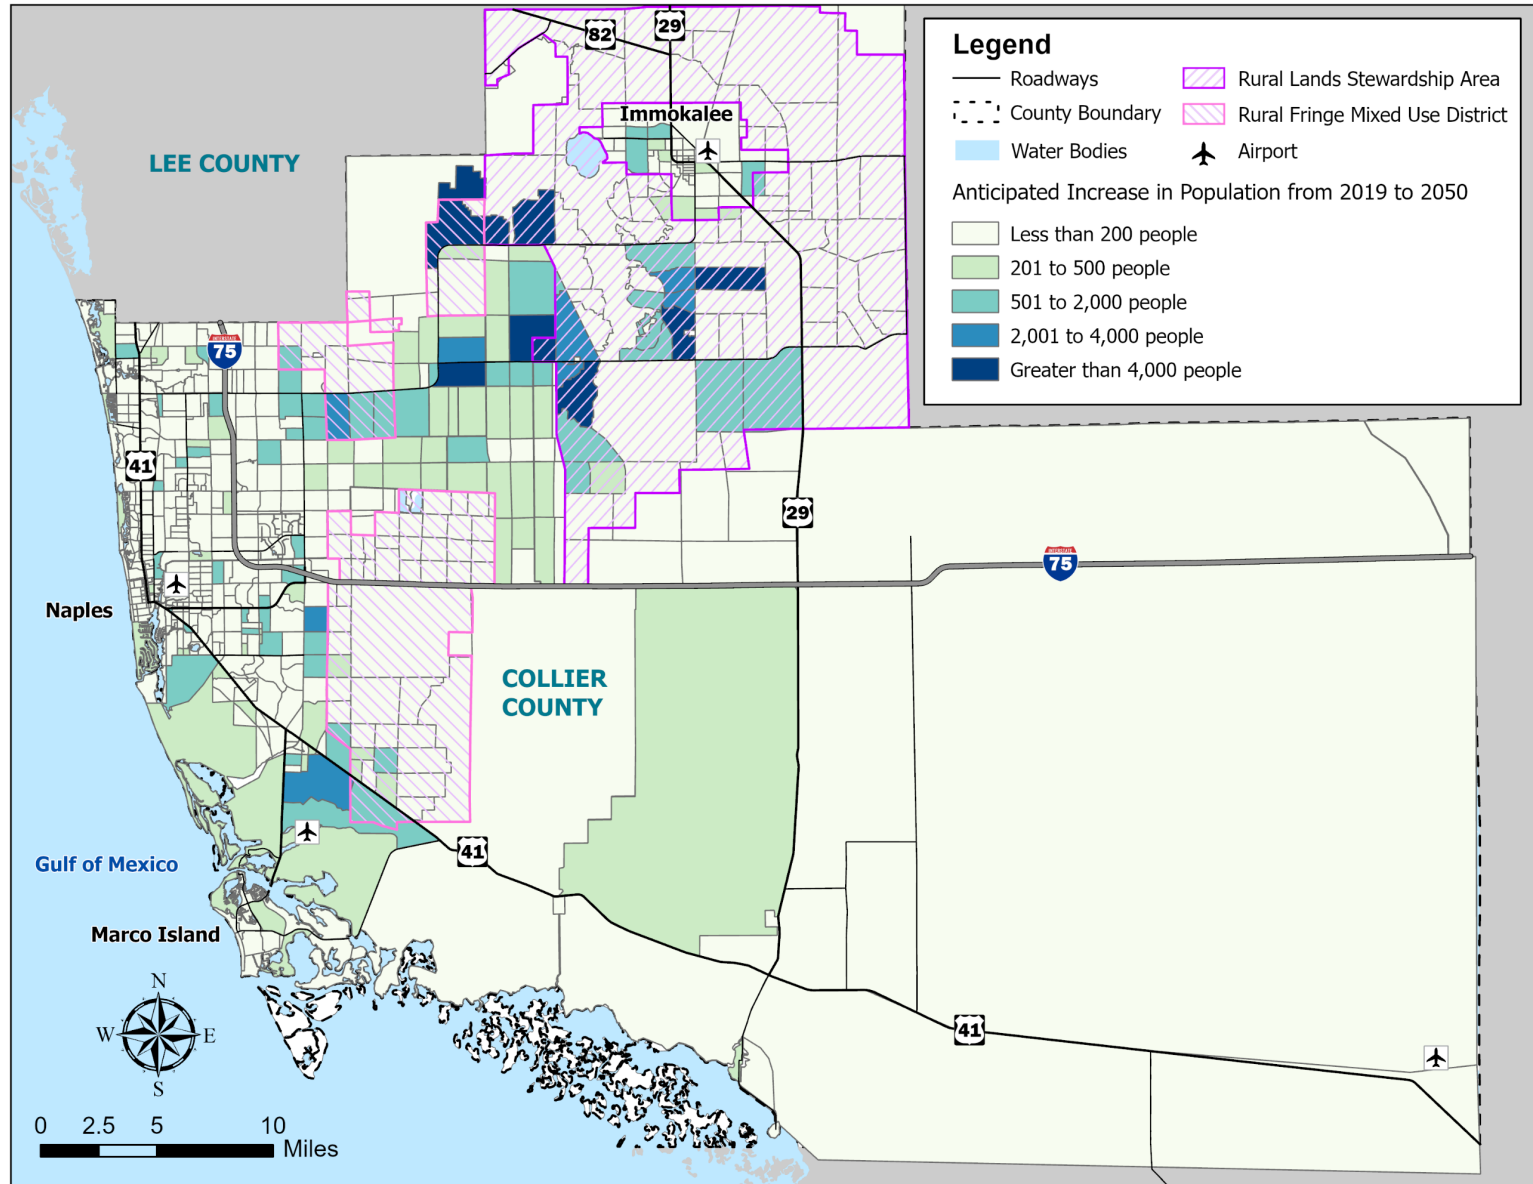 82
29
Immokalee
LEE COUNTY
Legend
Roadways
County Boundary
Water Bodies
Rural Lands Stewardship Area
Rural Fringe Mixed Use District
Airport
Anticipated Increase in Population from 2019 to 2050
Less than 200 people
201 to 500 people
501 to 2,000 people
2,001 to 4,000 people
Greater than 4,000 people
INTERSTATE
75
41
29
INTERSTATE
75
Naples
COLLIER
COUNTY
41
Gulf of Mexico
Marco Island
N
W E
S
41
0 2.5 5 10
Miles